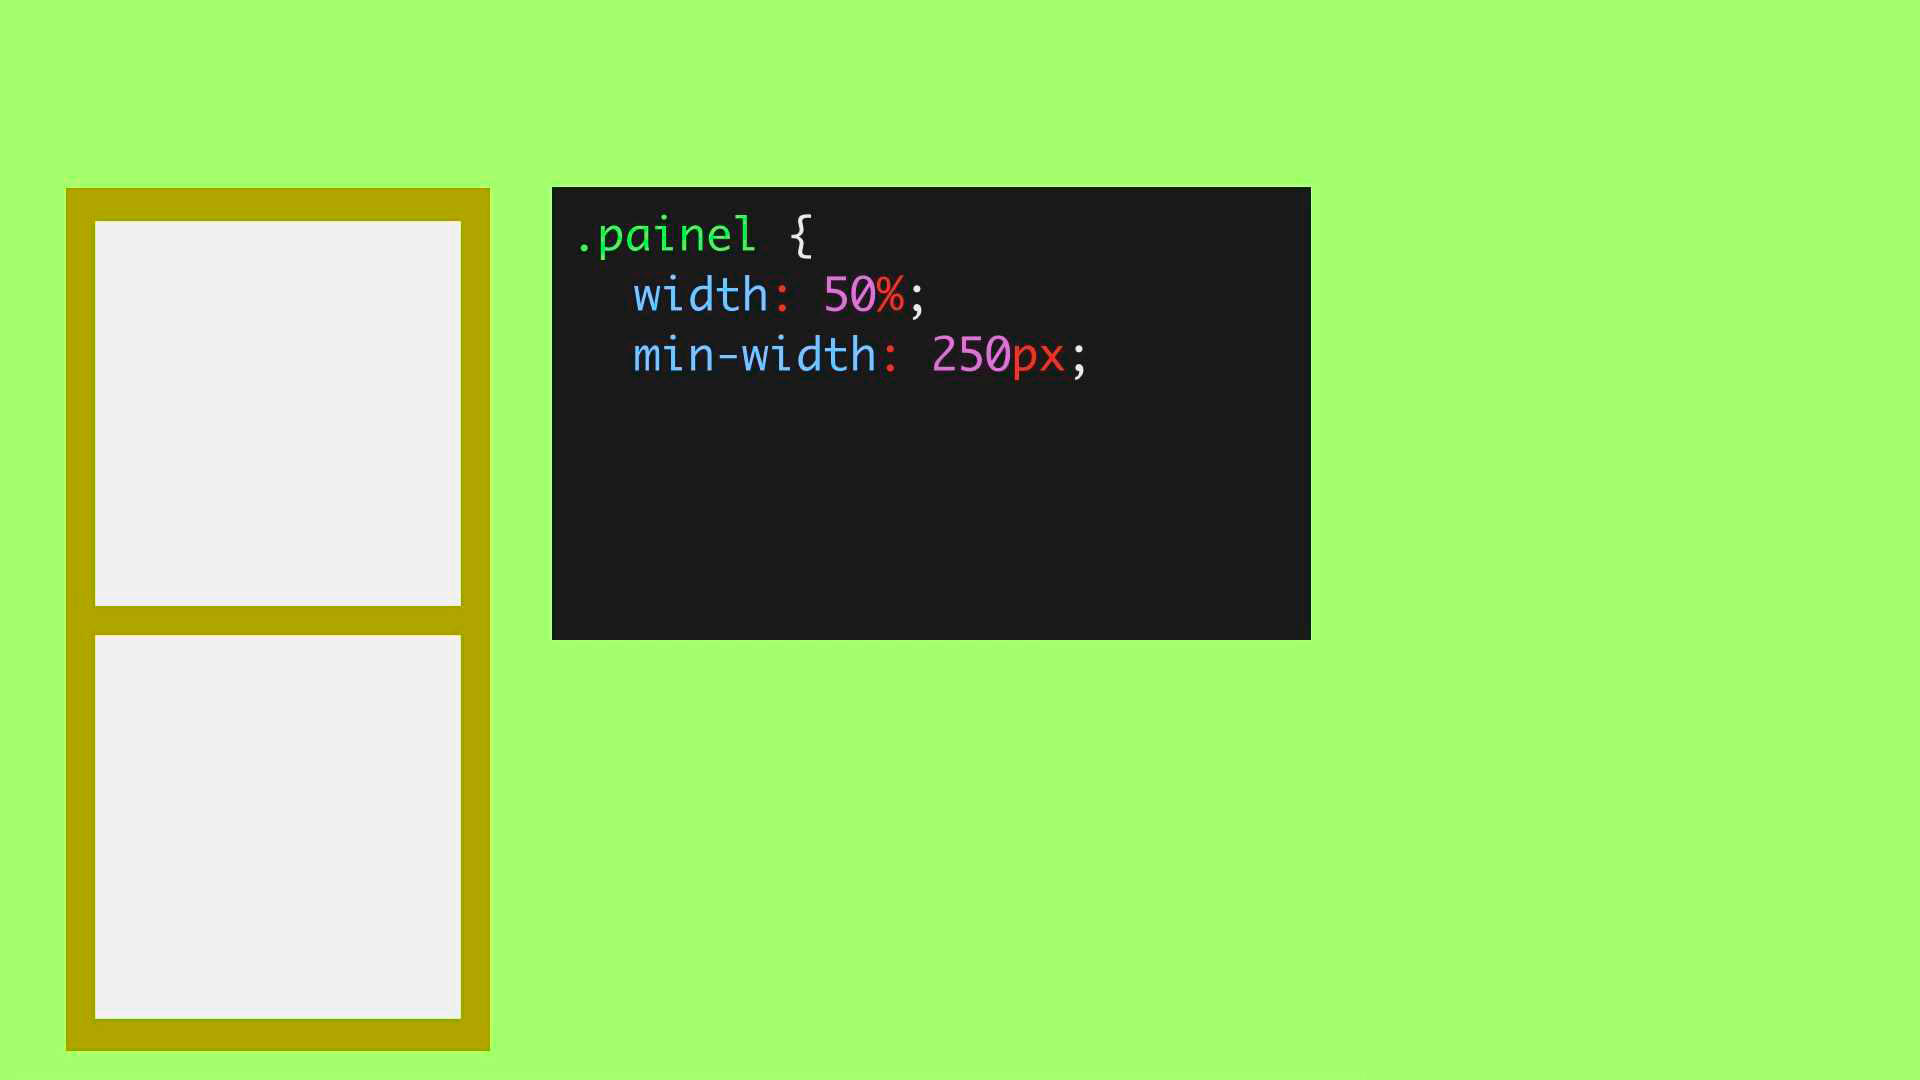 .painel {
width: 50%;
min-width: 250px;